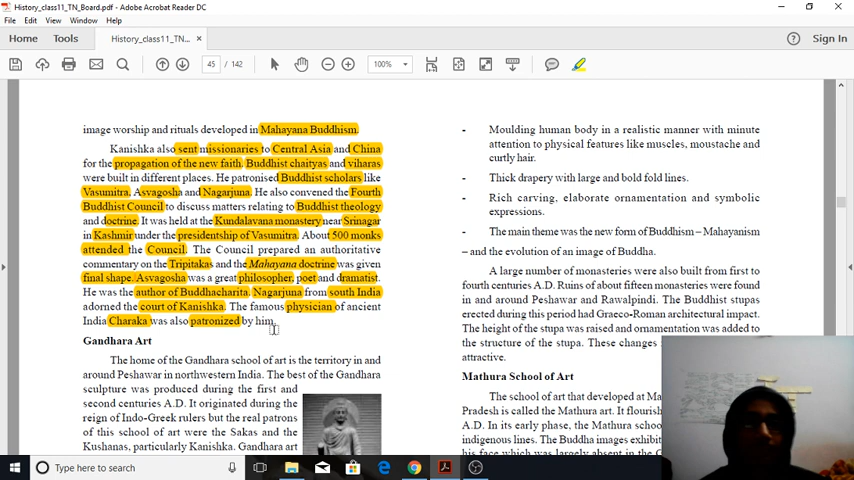 History_class11_TN_Board.pdf - Adobe Acrobat Reader DC
File Edit View Window Help
Home Tools History_class11_TN... × Sign In
45 / 142 100%
image worship and rituals developed in Mahayana Buddhism.
Kanishka also sent missionaries to Central Asia and China
for the propagation of the new faith. Buddhist chaityas and viharas
were built in different places. He patronised Buddhist scholars like
Vasumitra, Asvagosha and Nagarjuna. He also convened the Fourth
Buddhist Council to discuss matters relating to Buddhist theology
and doctrine. It was held at the Kundalavana monastery near Srinagar
in Kashmir under the presidentship of Vasumitra. About 500 monks
attended the Council. The Council prepared an authoritative
commentary on the Tripitakas and the Mahayana doctrine was given
final shape. Asvagosha was a great philosopher, poet and dramatist.
He was the author of Buddhacharita. Nagarjuna from south India
adorned the court of Kanishka. The famous physician of ancient
India Charaka was also patronized by him.
Gandhara Art
The home of the Gandhara school of art is the territory in and
around Peshawar in northwestern India. The best of the Gandhara
sculpture was produced during the first and
second centuries A.D. It originated during the
reign of Indo-Greek rulers but the real patrons
of this school of art were the Sakas and the
Kushanas, particularly Kanishka. Gandhara art
- Moulding human body in a realistic manner with minute
attention to physical features like muscles, moustache and
curtly hair.
- Thick drapery with large and bold fold lines.
- Rich carving, elaborate ornamentation and symbolic
expressions.
- The main theme was the new form of Buddhism – Mahayanism
– and the evolution of an image of Buddha.
A large number of monasteries were also built from first to
fourth centuries A.D. Ruins of about fifteen monasteries were found
in and around Peshawar and Rawalpindi. The Buddhist stupas
erected during this period had Graeco-Roman architectural impact.
The height of the stupa was raised and ornamentation was added to
the structure of the stupa. These changes
attractive.
Mathura School of Art
The school of art that developed at
Pradesh is called the Mathura art. It
A.D. In its early phase, the Mathura
indigenous lines. The Buddha images
his face which was largely absent in the
Type here to search